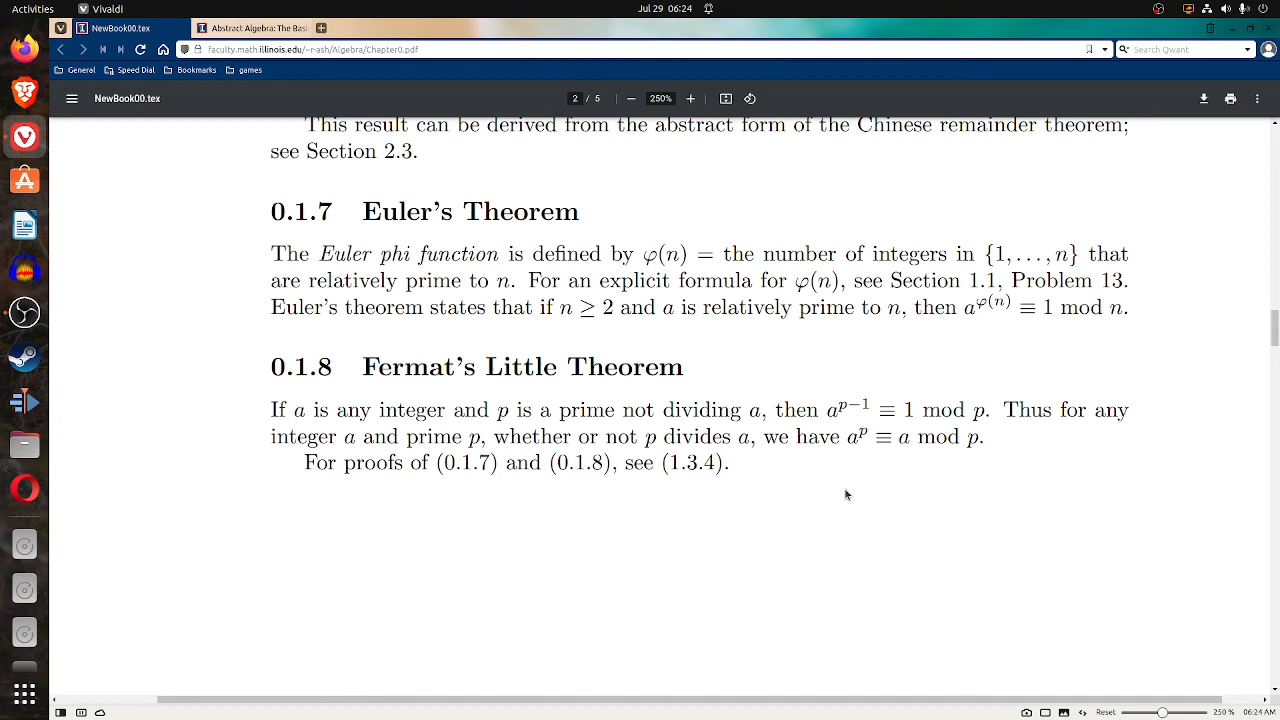 Activities
Vivaldi
Jul 29 06:24
NewBook00.tex
Abstract Algebra: The Basi
faculty.math.illinois.edu/~r-ash/Algebra/Chapter0.pdf
Search Qwant
General
Speed Dial
Bookmarks
games
NewBook00.tex
2 / 5
250%
This result can be derived from the abstract form of the Chinese remainder theorem;
see Section 2.3.
0.1.7 Euler's Theorem
The Euler phi function is defined by φ(n) = the number of integers in {1, . . . , n} that
are relatively prime to n. For an explicit formula for φ(n), see Section 1.1, Problem 13.
Euler's theorem states that if n ≥ 2 and a is relatively prime to n, then a^φ(n) ≡ 1 mod n.
0.1.8 Fermat's Little Theorem
If a is any integer and p is a prime not dividing a, then a^p−1 ≡ 1 mod p. Thus for any
integer a and prime p, whether or not p divides a, we have a^p ≡ a mod p.
For proofs of (0.1.7) and (0.1.8), see (1.3.4).
Reset
250 %
06:24 AM